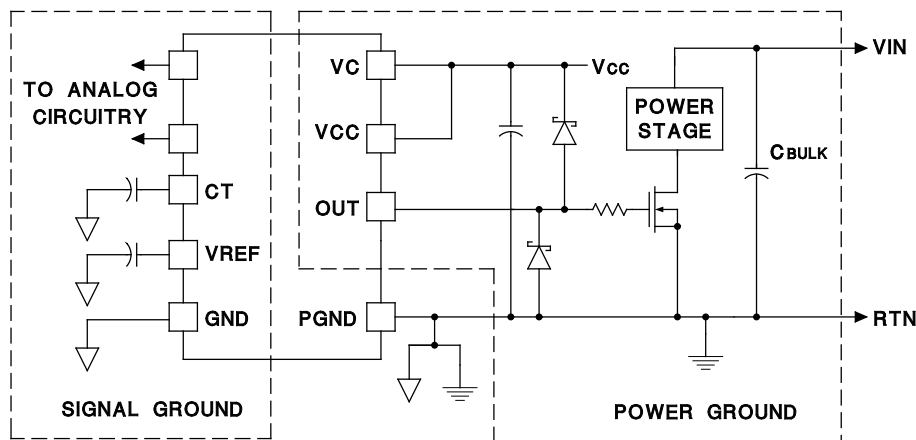 VIN
VC
VCC
TO ANALOG
CIRCUITRY
POWER
STAGE
VCC
CBULK
CT
OUT
VREF
GND
PGND
RTN
SIGNAL GROUND
POWER GROUND